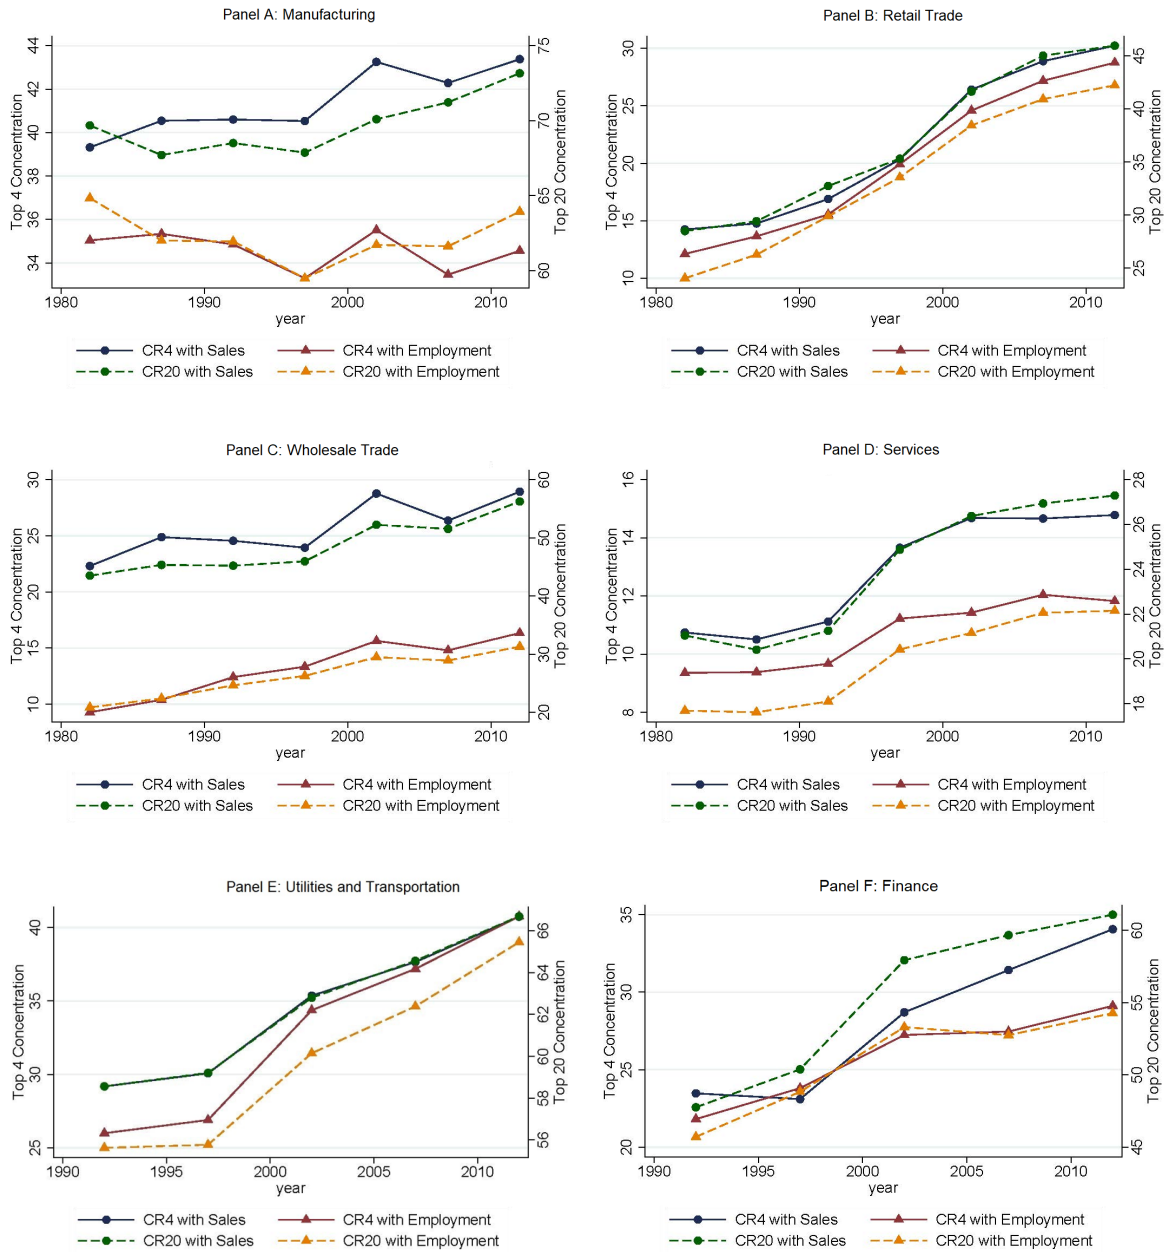 Panel A: Manufacturing
Top 4 Concentration
44
42
40
38
36
34
75
70
65
60
Top 20 Concentration
1980 1990 2000 2010
year
CR4 with Sales CR4 with Employment
CR20 with Sales CR20 with Employment
Panel B: Retail Trade
Top 4 Concentration
30
25
20
15
10
45
40
35
30
25
Top 20 Concentration
1980 1990 2000 2010
year
CR4 with Sales CR4 with Employment
CR20 with Sales CR20 with Employment
Panel C: Wholesale Trade
Top 4 Concentration
30
25
20
15
10
60
50
40
30
20
Top 20 Concentration
1980 1990 2000 2010
year
CR4 with Sales CR4 with Employment
CR20 with Sales CR20 with Employment
Panel D: Services
Top 4 Concentration
16
14
12
10
8
28
26
24
22
20
18
Top 20 Concentration
1980 1990 2000 2010
year
CR4 with Sales CR4 with Employment
CR20 with Sales CR20 with Employment
Panel E: Utilities and Transportation
Top 4 Concentration
40
35
30
25
66
64
62
60
58
56
Top 20 Concentration
1990 1995 2000 2005 2010
year
CR4 with Sales CR4 with Employment
CR20 with Sales CR20 with Employment
Panel F: Finance
Top 4 Concentration
35
30
25
20
60
55
50
45
Top 20 Concentration
1990 1995 2000 2005 2010
year
CR4 with Sales CR4 with Employment
CR20 with Sales CR20 with Employment